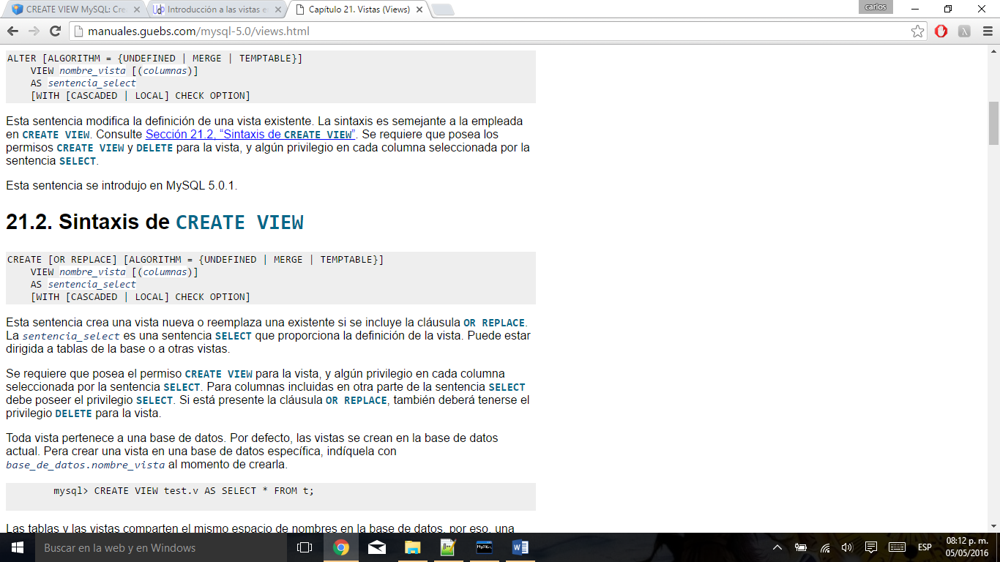 CREATE VIEW MySQL: Cre
Introducción a las vistas e
Capítulo 21. Vistas (Views)
carlos
manuales.guebs.com/mysql-5.0/views.html
ALTER [ALGORITHM = {UNDEFINED | MERGE | TEMPTABLE}]
VIEW nombre_vista [(columnas)]
AS sentencia_select
[WITH [CASCADED | LOCAL] CHECK OPTION]
Esta sentencia modifica la definición de una vista existente. La sintaxis es semejante a la empleada
en CREATE VIEW. Consulte Sección 21.2, “Sintaxis de CREATE VIEW”. Se requiere que posea los
permisos CREATE VIEW y DELETE para la vista, y algún privilegio en cada columna seleccionada por la
sentencia SELECT.
Esta sentencia se introdujo en MySQL 5.0.1.
21.2. Sintaxis de CREATE VIEW
CREATE [OR REPLACE] [ALGORITHM = {UNDEFINED | MERGE | TEMPTABLE}]
VIEW nombre_vista [(columnas)]
AS sentencia_select
[WITH [CASCADED | LOCAL] CHECK OPTION]
Esta sentencia crea una vista nueva o reemplaza una existente si se incluye la cláusula OR REPLACE.
La sentencia_select es una sentencia SELECT que proporciona la definición de la vista. Puede estar
dirigida a tablas de la base o a otras vistas.
Se requiere que posea el permiso CREATE VIEW para la vista, y algún privilegio en cada columna
seleccionada por la sentencia SELECT. Para columnas incluidas en otra parte de la sentencia SELECT
debe poseer el privilegio SELECT. Si está presente la cláusula OR REPLACE, también deberá tenerse el
privilegio DELETE para la vista.
Toda vista pertenece a una base de datos. Por defecto, las vistas se crean en la base de datos
actual. Pera crear una vista en una base de datos específica, indíquela con
base_de_datos.nombre_vista al momento de crearla.
mysql> CREATE VIEW test.v AS SELECT * FROM t;
Las tablas y las vistas comparten el mismo espacio de nombres en la base de datos, por eso, una
Buscar en la web y en Windows
ESP
08:12 p. m.
05/05/2016